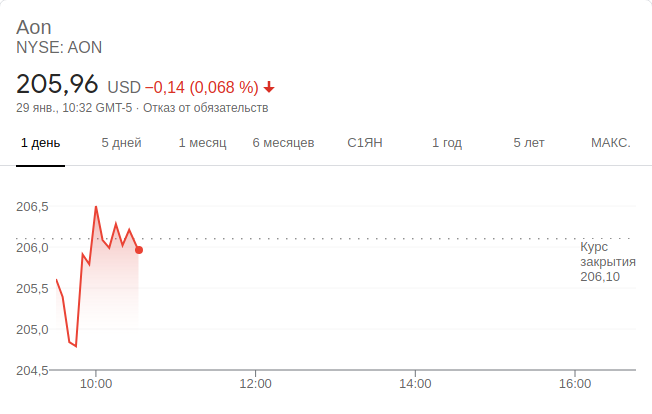 Aon
NYSE: AON
205,96 USD −0,14 (0,068 %)
29 янв., 10:32 GMT-5 · Отказ от обязательств
1 день 5 дней 1 месяц 6 месяцев С1ЯН 1 год 5 лет МАКС.
206,5
206,0
Курс
закрытия
206,10
205,5
205,0
204,5
10:00 12:00 14:00 16:00